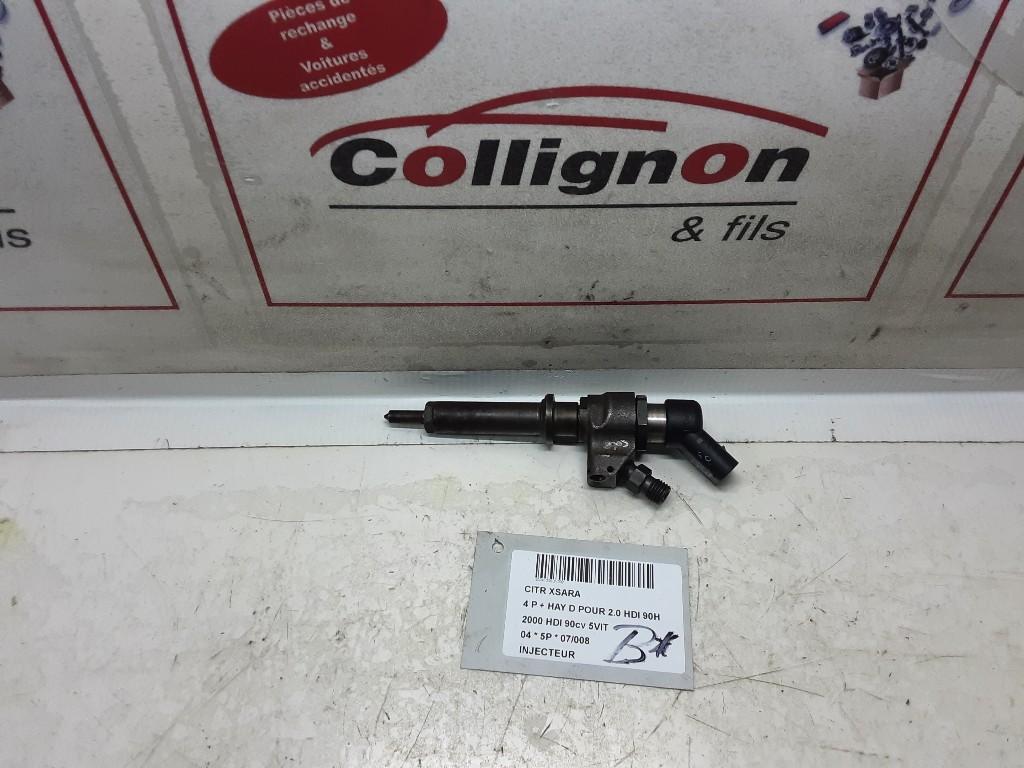 Pièces de
rechange
&
Voitures
accidentés
Collignon
& fils
ls
CITR XSARA
4 P + HAY D POUR 2.0 HDI 90H
2000 HDI 90cv 5VIT
04 * 5P * 07/008
INJECTEUR
B*